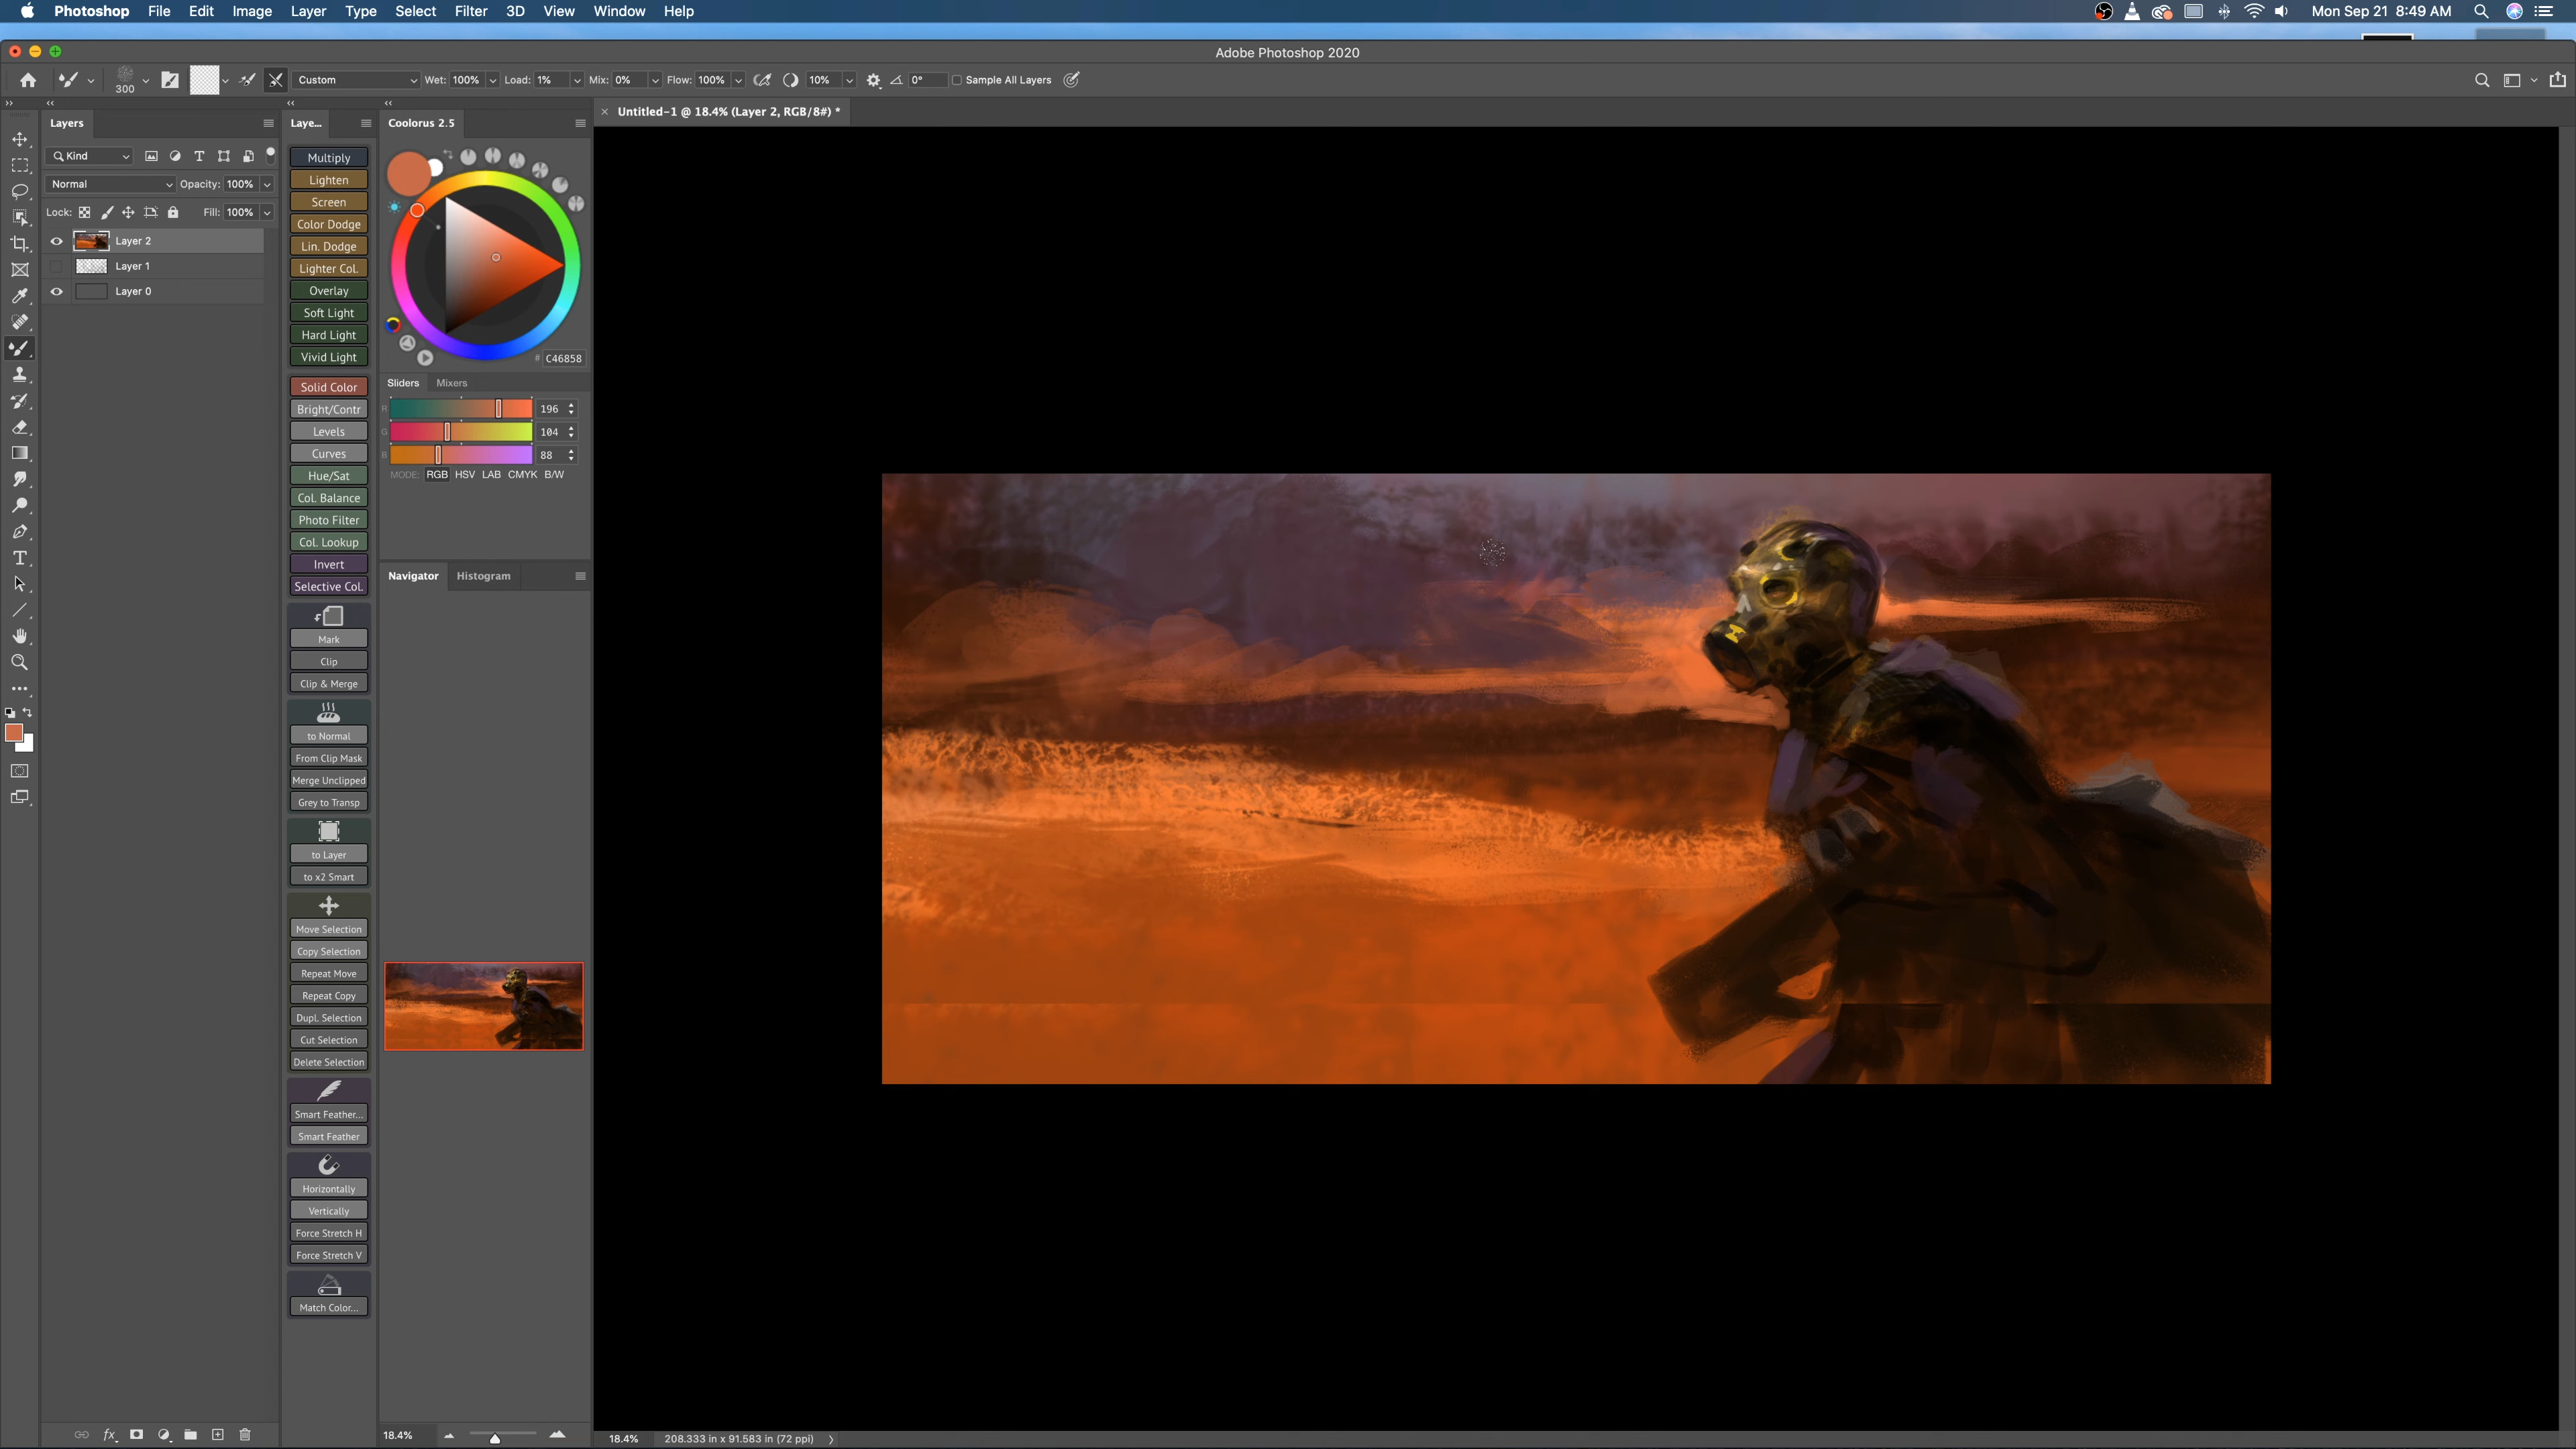 Photoshop File Edit Image Layer Type Select Filter 3D View Window Help Mon Sep 21 8:49 AM
Adobe Photoshop 2020
300 Custom Wet: 100% Load: 1% Mix: 0% Flow: 100% 10% 0° Sample All Layers
Layers Laye... Coolorus 2.5 Untitled-1 @ 18.4% (Layer 2, RGB/8#) *
Kind
Normal Opacity: 100%
Lock: Fill: 100%
Layer 2
Layer 1
Layer 0
Multiply
Lighten
Screen
Color Dodge
Lin. Dodge
Lighter Col.
Overlay
Soft Light
Hard Light
Vivid Light
Solid Color
Bright/Contr
Levels
Curves
Hue/Sat
Col. Balance
Photo Filter
Col. Lookup
Invert
Selective Col.
Mark
Clip
Clip & Merge
to Normal
From Clip Mask
Merge Unclipped
Grey to Transp
to Layer
to x2 Smart
Move Selection
Copy Selection
Repeat Move
Repeat Copy
Dupl. Selection
Cut Selection
Delete Selection
Smart Feather...
Smart Feather
Horizontally
Vertically
Force Stretch H
Force Stretch V
Match Color...
# C46858
Sliders Mixers
R 196
G 104
B 88
MODE: RGB HSV LAB CMYK B/W
Navigator Histogram
18.4%
18.4% 208.333 in x 91.583 in (72 ppi)